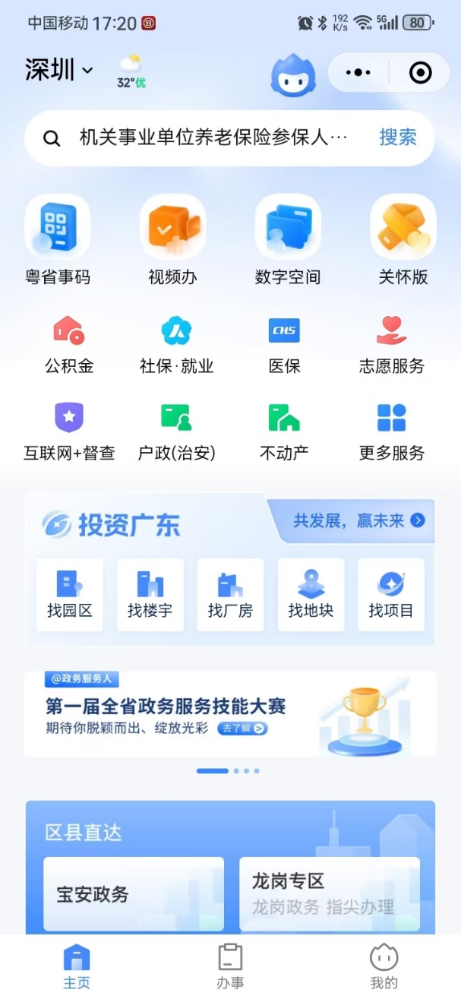 中国移动 17:20 192 K/s 5G 80
深圳
32°优
机关事业单位养老保险参保人… 搜索
粤省事码 视频办 数字空间 关怀版
CHS
公积金 社保·就业 医保 志愿服务
互联网+督查 户政(治安) 不动产 更多服务
投资广东 共发展，赢未来
找园区 找楼宇 找厂房 找地块 找项目
@政务服务人
第一届全省政务服务技能大赛
期待你脱颖而出、绽放光彩 去了解
区县直达
宝安政务 龙岗专区
龙岗政务 指尖办理
主页 办事 我的